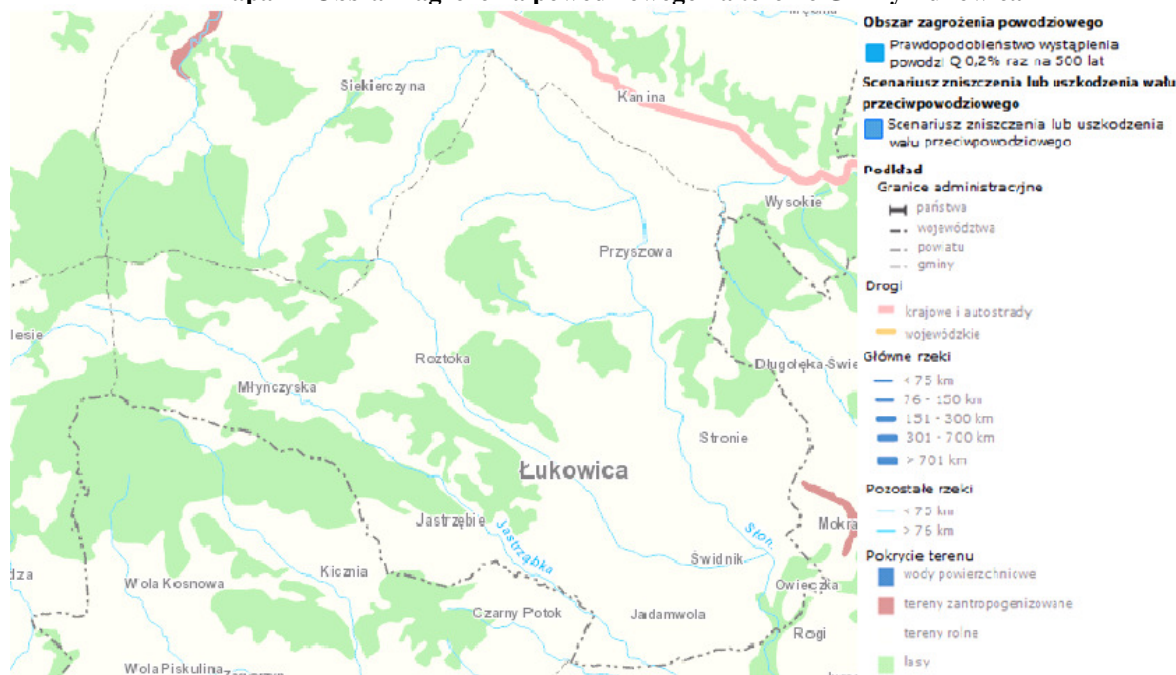 Siekierczyna
Kanina
Wysokie
Przyszowa
lesie
Roztoka
Młyńczyska
Długołęka-Świe
Stronie
Łukowica
Jastrzębie
Jastrząbka
Słon.
Mokra
Świdnik
Owieczka
dza
Wola Kosnowa
Kicznia
Czarny Potok
Jadamwola
Rogi
Wola Piskulina
Obszar zagrożenia powodziowego
Prawdopodobieństwo wystąpienia
powodzi Q 0,2% raz na 500 lat
Scenariusz zniszczenia lub uszkodzenia wału
przeciwpowodziowego
Scenariusz zniszczenia lub uszkodzenia
wału przeciwpowodziowego
Podkład
Granice administracyjne
państwa
województwa
powiatu
gminy
Drogi
krajowe i autostrady
wojewódzkie
Główne rzeki
< 75 km
76 - 150 km
151 - 300 km
301 - 700 km
> 701 km
Pozostałe rzeki
< 75 km
> 76 km
Pokrycie terenu
wody powierzchniowe
tereny zantropogenizowane
tereny rolne
lasy